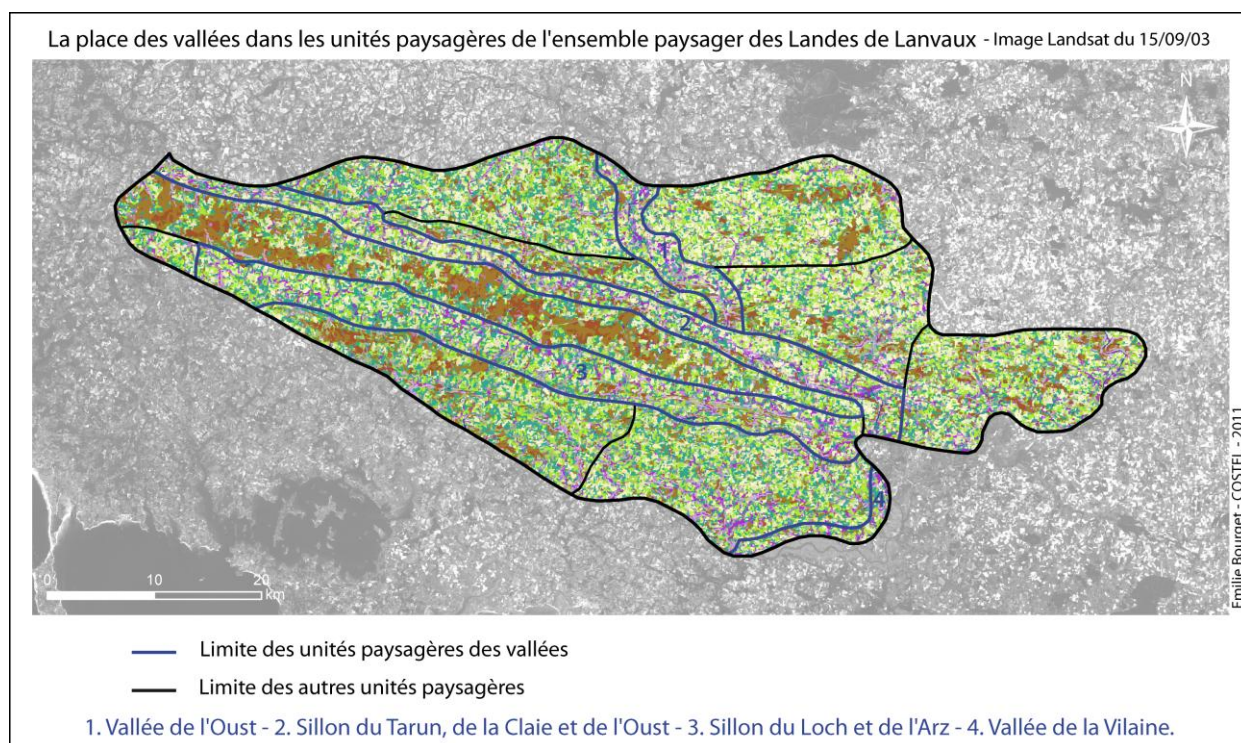 La place des vallées dans les unités paysagères de l'ensemble paysager des Landes de Lanvaux - Image Landsat du 15/09/03
N
1
2
3
4
0 10 20
km
Emilie Bourget - COSTEL - 2011
Limite des unités paysagères des vallées
Limite des autres unités paysagères
1. Vallée de l'Oust - 2. Sillon du Tarun, de la Claie et de l'Oust - 3. Sillon du Loch et de l'Arz - 4. Vallée de la Vilaine.